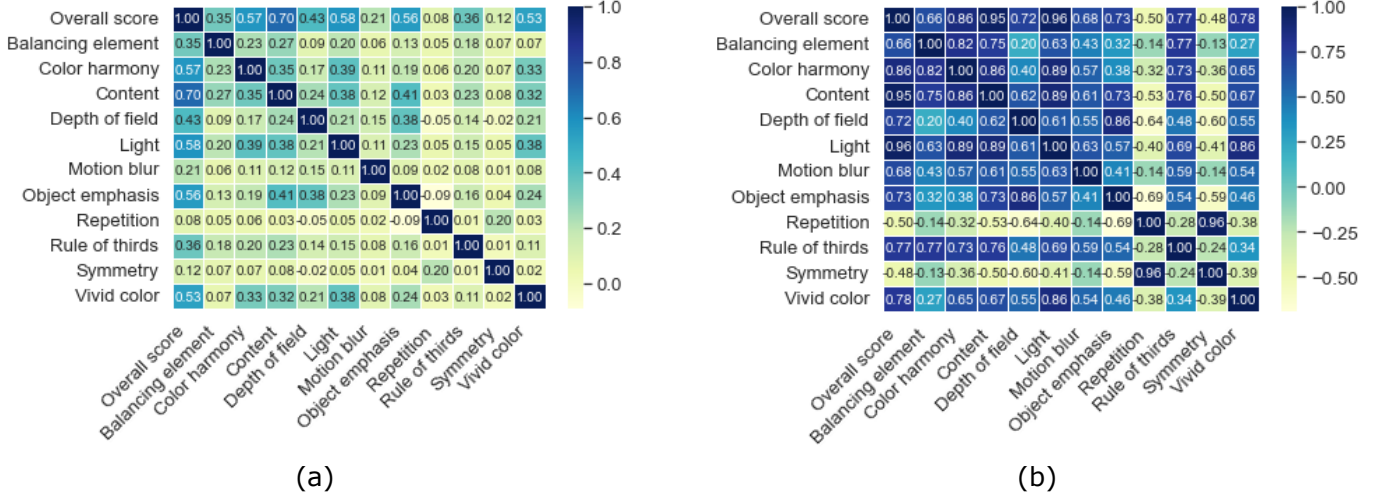 Overall score 1.00 0.35 0.57 0.70 0.43 0.58 0.21 0.56 0.08 0.36 0.12 0.53
Balancing element 0.35 1.00 0.23 0.27 0.09 0.20 0.06 0.13 0.05 0.18 0.07 0.07
Color harmony 0.57 0.23 1.00 0.35 0.17 0.39 0.11 0.19 0.06 0.20 0.07 0.33
Content 0.70 0.27 0.35 1.00 0.24 0.38 0.12 0.41 0.03 0.23 0.08 0.32
Depth of field 0.43 0.09 0.17 0.24 1.00 0.21 0.15 0.38 -0.05 0.14 -0.02 0.21
Light 0.58 0.20 0.39 0.38 0.21 1.00 0.11 0.23 0.05 0.15 0.05 0.38
Motion blur 0.21 0.06 0.11 0.12 0.15 0.11 1.00 0.09 0.02 0.08 0.01 0.08
Object emphasis 0.56 0.13 0.19 0.41 0.38 0.23 0.09 1.00 -0.09 0.16 0.04 0.24
Repetition 0.08 0.05 0.06 0.03 -0.05 0.05 0.02 -0.09 1.00 0.01 0.20 0.03
Rule of thirds 0.36 0.18 0.20 0.23 0.14 0.15 0.08 0.16 0.01 1.00 0.01 0.11
Symmetry 0.12 0.07 0.07 0.08 -0.02 0.05 0.01 0.04 0.20 0.01 1.00 0.02
Vivid color 0.53 0.07 0.33 0.32 0.21 0.38 0.08 0.24 0.03 0.11 0.02 1.00
Overall score
Balancing element
Color harmony
Content
Depth of field
Light
Motion blur
Object emphasis
Repetition
Rule of thirds
Symmetry
Vivid color
1.0
0.8
0.6
0.4
0.2
0.0
(a)
Overall score 1.00 0.66 0.86 0.95 0.72 0.96 0.68 0.73 -0.50 0.77 -0.48 0.78
Balancing element 0.66 1.00 0.82 0.75 0.20 0.63 0.43 0.32 -0.14 0.77 -0.13 0.27
Color harmony 0.86 0.82 1.00 0.86 0.40 0.89 0.57 0.38 -0.32 0.73 -0.36 0.65
Content 0.95 0.75 0.86 1.00 0.62 0.89 0.61 0.73 -0.53 0.76 -0.50 0.67
Depth of field 0.72 0.20 0.40 0.62 1.00 0.61 0.55 0.86 -0.64 0.48 -0.60 0.55
Light 0.96 0.63 0.89 0.89 0.61 1.00 0.63 0.57 -0.40 0.69 -0.41 0.86
Motion blur 0.68 0.43 0.57 0.61 0.55 0.63 1.00 0.41 -0.14 0.59 -0.14 0.54
Object emphasis 0.73 0.32 0.38 0.73 0.86 0.57 0.41 1.00 -0.69 0.54 -0.59 0.46
Repetition -0.50 -0.14 -0.32 -0.53 -0.64 -0.40 -0.14 -0.69 1.00 -0.28 0.96 -0.38
Rule of thirds 0.77 0.77 0.73 0.76 0.48 0.69 0.59 0.54 -0.28 1.00 -0.24 0.34
Symmetry -0.48 -0.13 -0.36 -0.50 -0.60 -0.41 -0.14 -0.59 0.96 -0.24 1.00 -0.39
Vivid color 0.78 0.27 0.65 0.67 0.55 0.86 0.54 0.46 -0.38 0.34 -0.39 1.00
Overall score
Balancing element
Color harmony
Content
Depth of field
Light
Motion blur
Object emphasis
Repetition
Rule of thirds
Symmetry
Vivid color
1.00
0.75
0.50
0.25
0.00
-0.25
-0.50
(b)